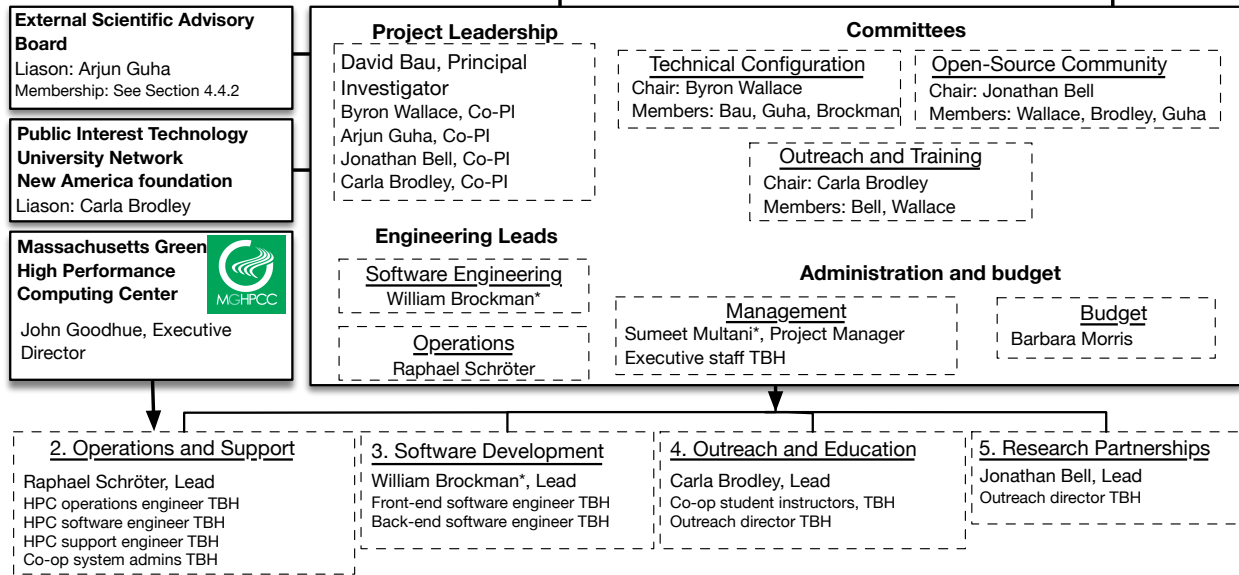 External Scientific Advisory
Board
Liason: Arjun Guha
Membership: See Section 4.4.2
Public Interest Technology
University Network
New America foundation
Liason: Carla Brodley
Massachusetts Green
High Performance
Computing Center
MGHPCC
John Goodhue, Executive
Director
Project Leadership
David Bau, Principal
Investigator
Byron Wallace, Co-PI
Arjun Guha, Co-PI
Jonathan Bell, Co-PI
Carla Brodley, Co-PI
Engineering Leads
Software Engineering
William Brockman*
Operations
Raphael Schröter
Committees
Technical Configuration
Chair: Byron Wallace
Members: Bau, Guha, Brockman
Open-Source Community
Chair: Jonathan Bell
Members: Wallace, Brodley, Guha
Outreach and Training
Chair: Carla Brodley
Members: Bell, Wallace
Administration and budget
Management
Sumeet Multani*, Project Manager
Executive staff TBH
Budget
Barbara Morris
2. Operations and Support
Raphael Schröter, Lead
HPC operations engineer TBH
HPC software engineer TBH
HPC support engineer TBH
Co-op system admins TBH
3. Software Development
William Brockman*, Lead
Front-end software engineer TBH
Back-end software engineer TBH
4. Outreach and Education
Carla Brodley, Lead
Co-op student instructors, TBH
Outreach director TBH
5. Research Partnerships
Jonathan Bell, Lead
Outreach director TBH